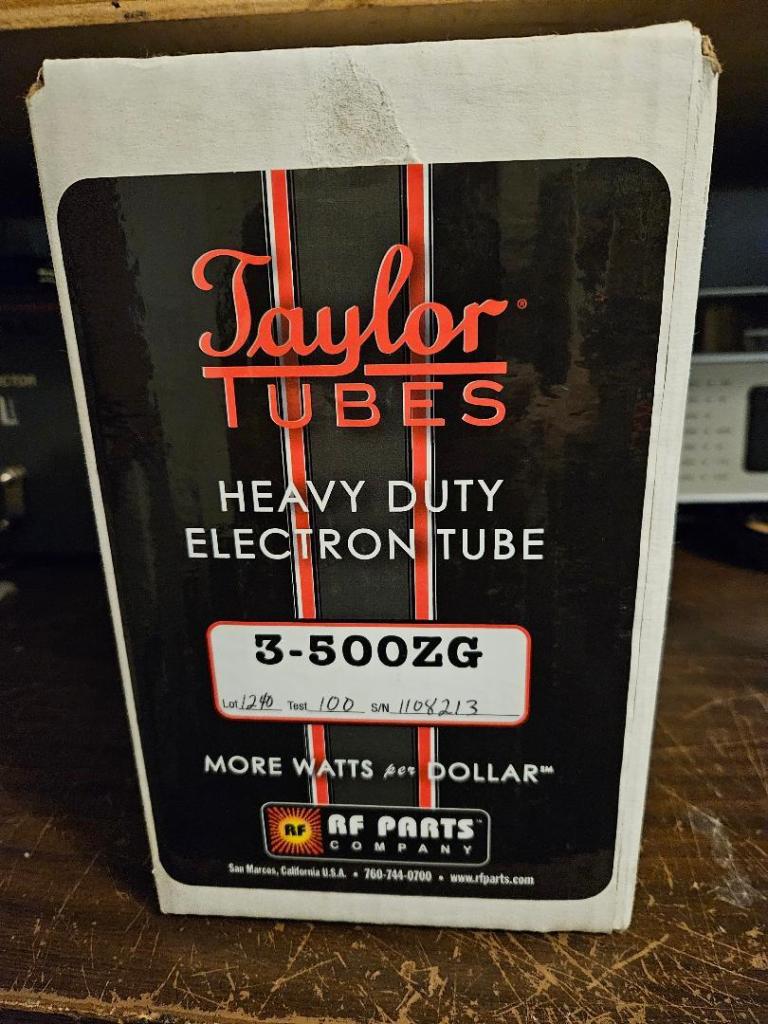 Taylor®
TUBES
HEAVY DUTY
ELECTRON TUBE
3-500ZG
Lot 1240 Test 100 S/N 1108213
MORE WATTS per DOLLAR℠
RF RF PARTS™
COMPANY
San Marcos, California U.S.A. • 760-744-0700 • www.rfparts.com